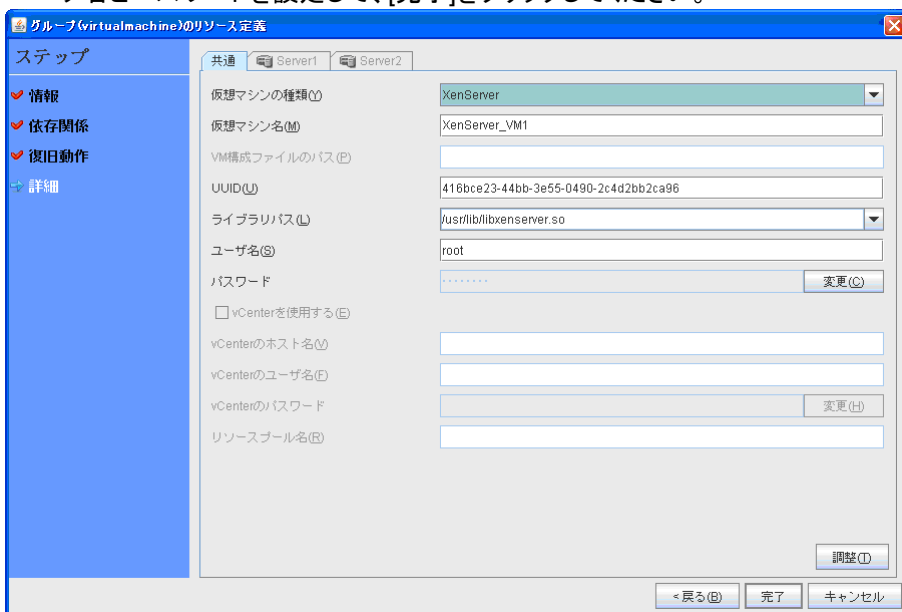 グループ(virtualmachine)のリソース定義
ステップ
情報
依存関係
復旧動作
詳細
共通 Server1 Server2
仮想マシンの種類(Y) XenServer
仮想マシン名(M) XenServer_VM1
VM構成ファイルのパス(P)
UUID(U) 416bce23-44bb-3e55-0490-2c4d2bb2ca96
ライブラリパス(L) /usr/lib/libxenserver.so
ユーザ名(S) root
パスワード ········ 変更(C)
vCenterを使用する(E)
vCenterのホスト名(V)
vCenterのユーザ名(F)
vCenterのパスワード 変更(H)
リソースプール名(R)
調整(T)
<戻る(B) 完了 キャンセル